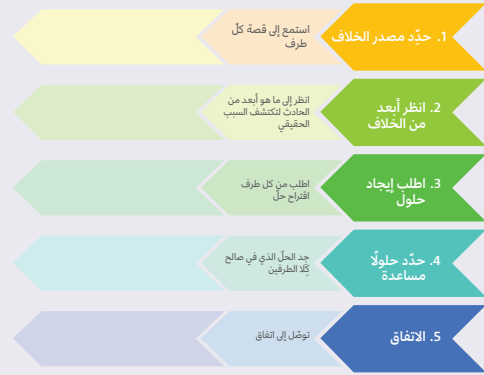 1. حدِّد مصدر الخلاف
استمع إلى قصة كلّ
طرف
2. انظر أبعد
من الخلاف
انظر إلى ما هو أبعد من
الحادث لتكتشف السبب
الحقيقي
3. اطلب إيجاد
حلول
اطلب من كل طرف
اقتراح حلّ
4. حدّد حلولًا
مساعدة
جِد الحلّ الذي في صالح
كِلا الطرفين
5. الاتفاق
توصّل إلى اتفاق